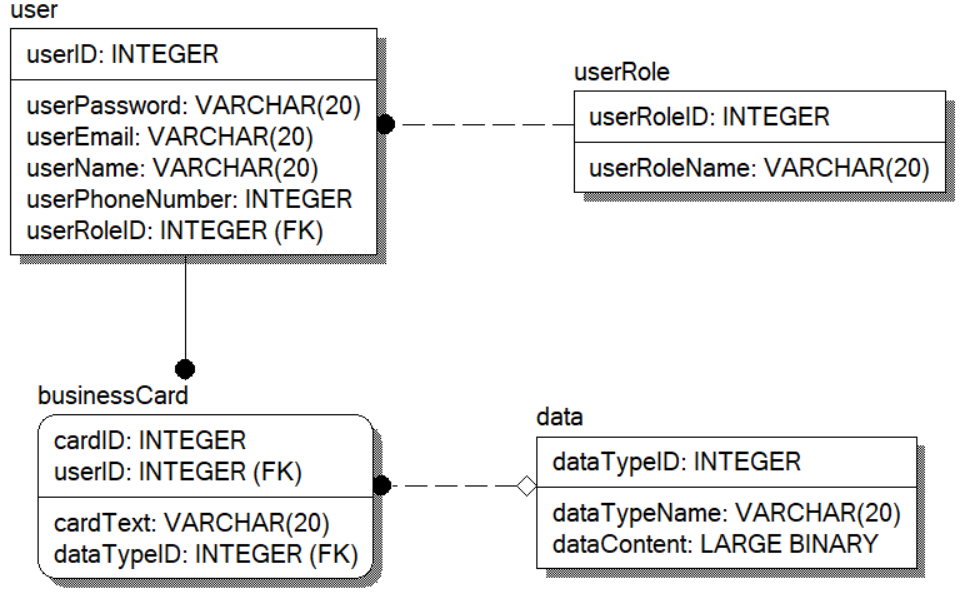 user
userID: INTEGER
userPassword: VARCHAR(20)
userEmail: VARCHAR(20)
userName: VARCHAR(20)
userPhoneNumber: INTEGER
userRoleID: INTEGER (FK)
userRole
userRoleID: INTEGER
userRoleName: VARCHAR(20)
businessCard
cardID: INTEGER
userID: INTEGER (FK)
cardText: VARCHAR(20)
dataTypeID: INTEGER (FK)
data
dataTypeID: INTEGER
dataTypeName: VARCHAR(20)
dataContent: LARGE BINARY